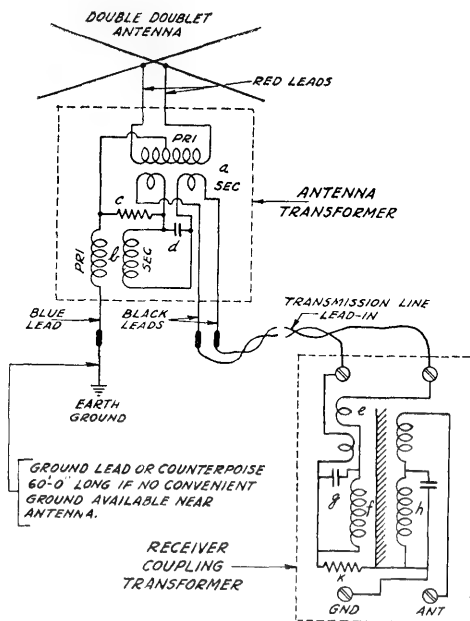 DOUBLE DOUBLET
ANTENNA
RED LEADS
PRI
a
SEC
ANTENNA
TRANSFORMER
c
d
PRI
b
SEC
BLUE
LEAD
BLACK
LEADS
TRANSMISSION LINE
LEAD-IN
EARTH
GROUND
e
g
f
h
K
GROUND LEAD OR COUNTERPOISE
60'-0" LONG IF NO CONVENIENT
GROUND AVAILABLE NEAR
ANTENNA.
RECEIVER
COUPLING
TRANSFORMER
GND
ANT